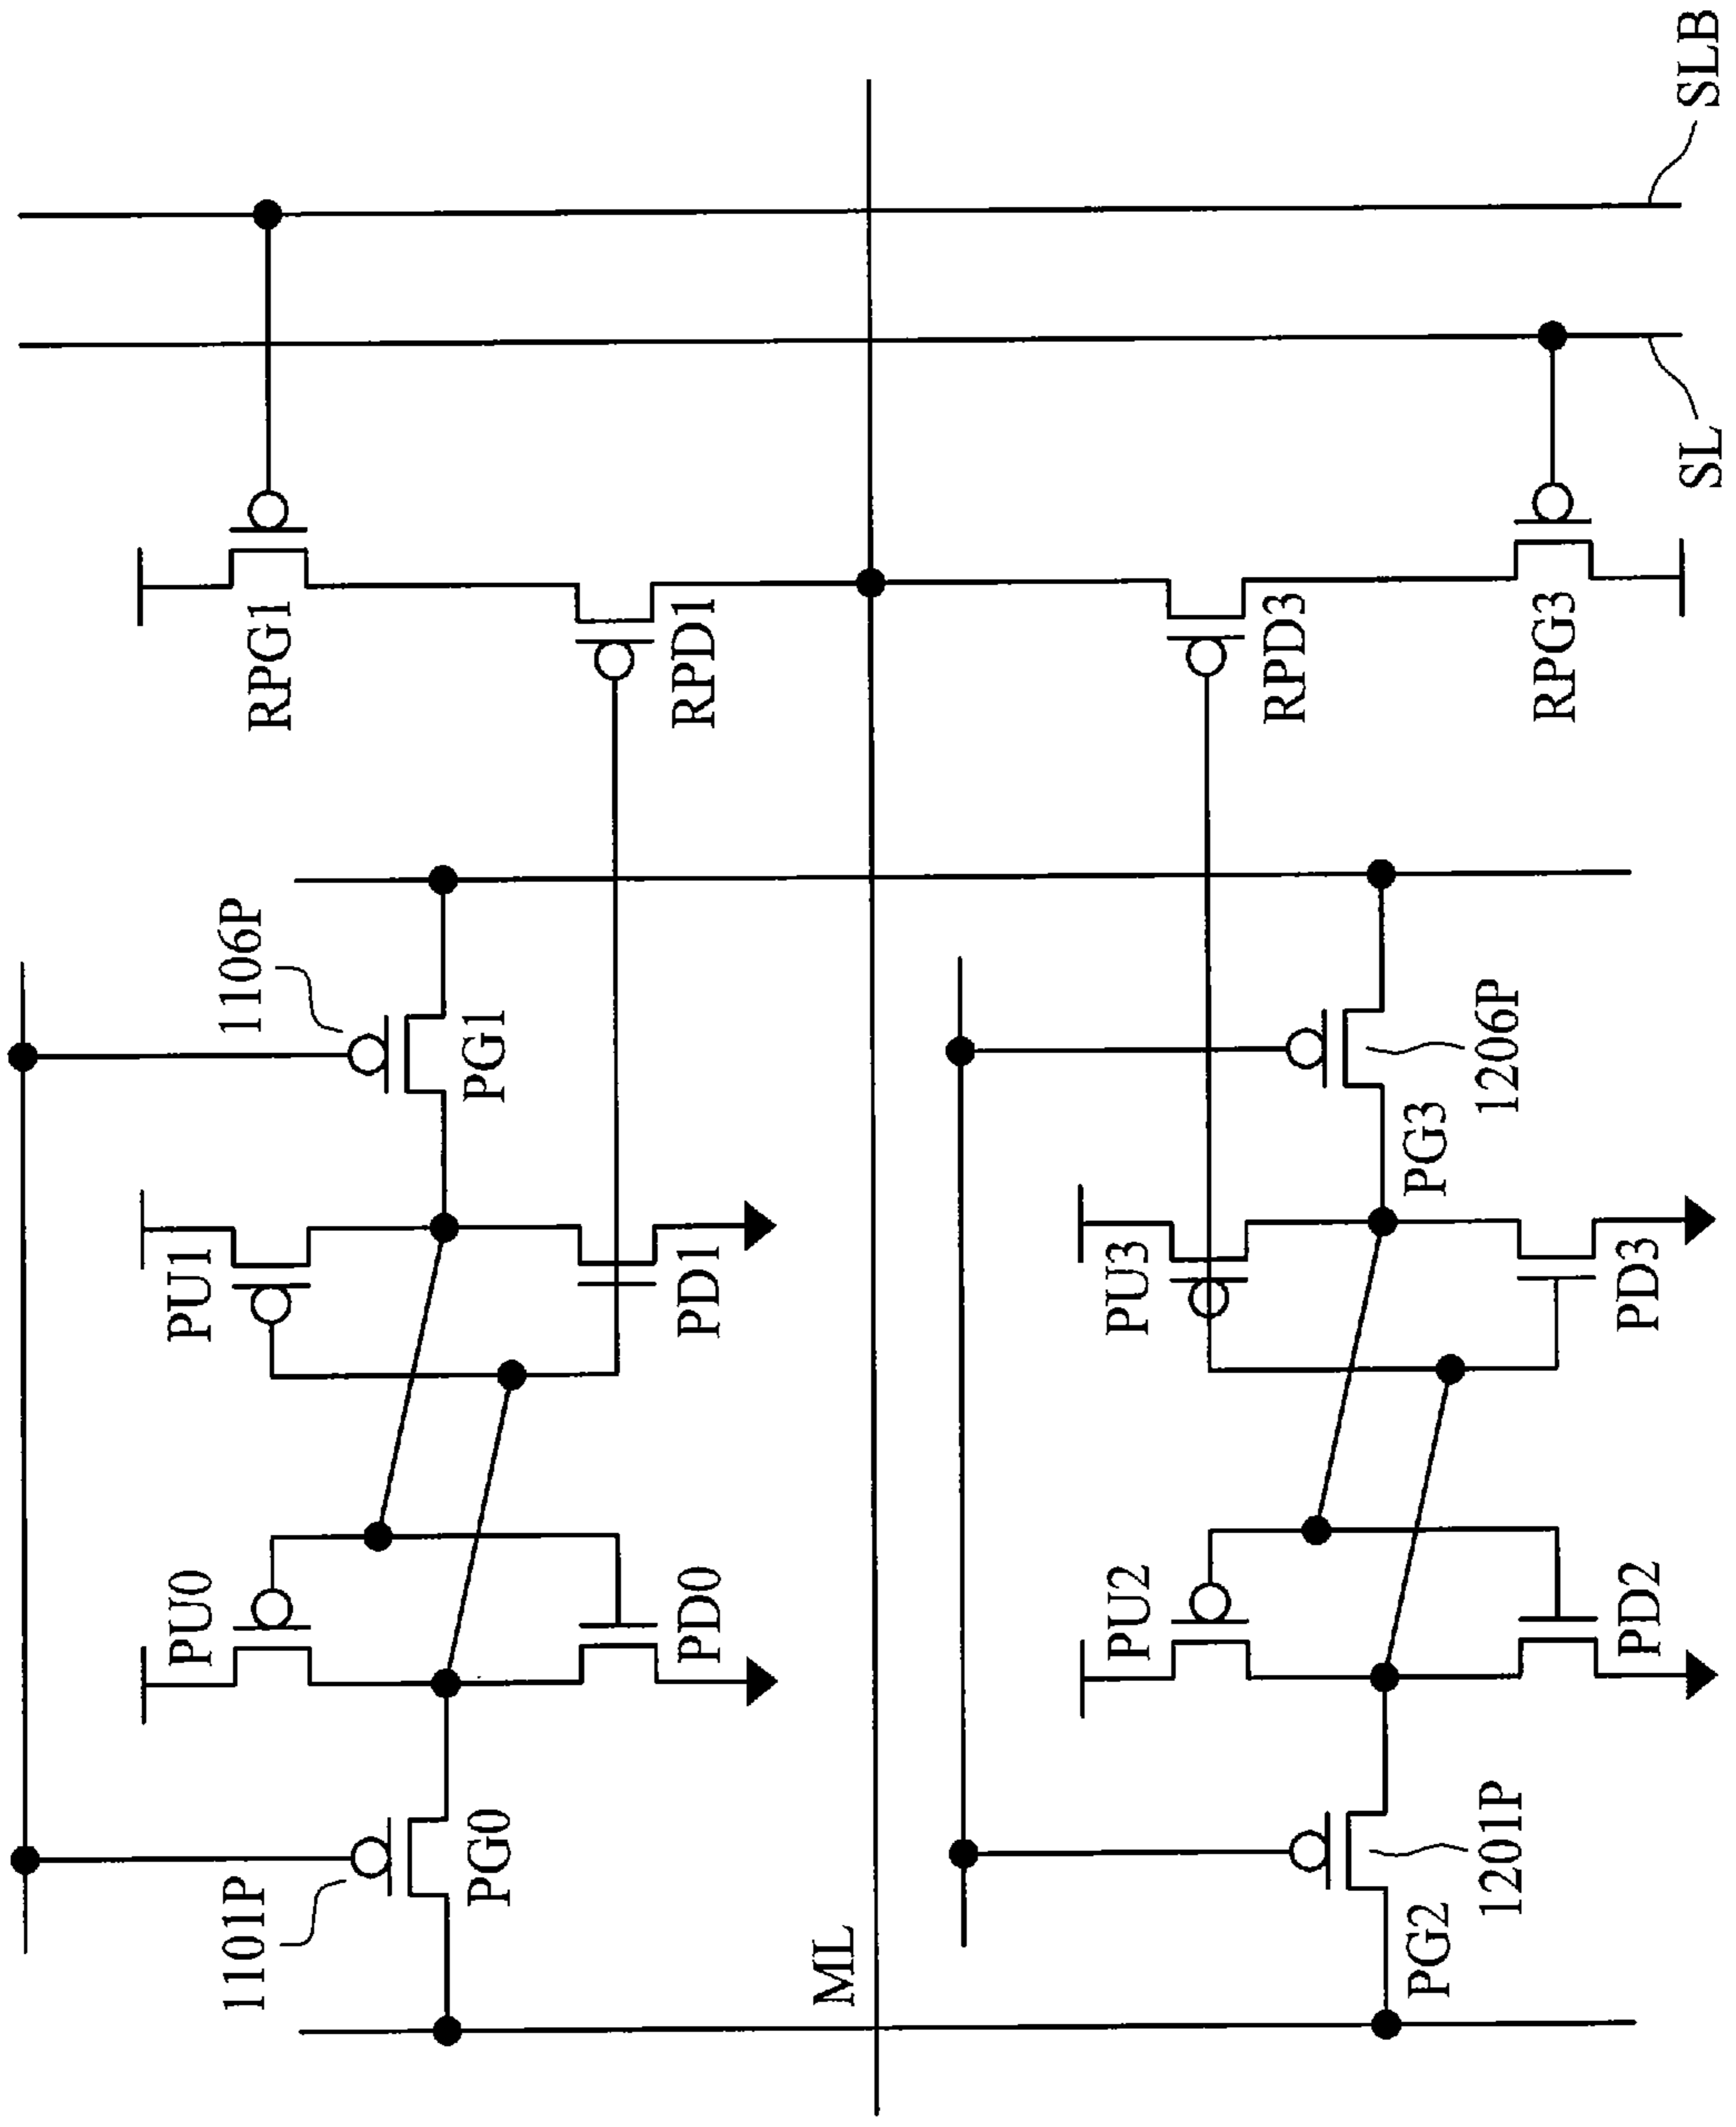 SLB
SL
RPG1
RPD1
RPD3
RPG3
1106P
PG1
1206P
PG3
PU1
PD1
PU3
PD3
PU0
PD0
PU2
PD2
1101P
PG0
ML
1201P
PG2